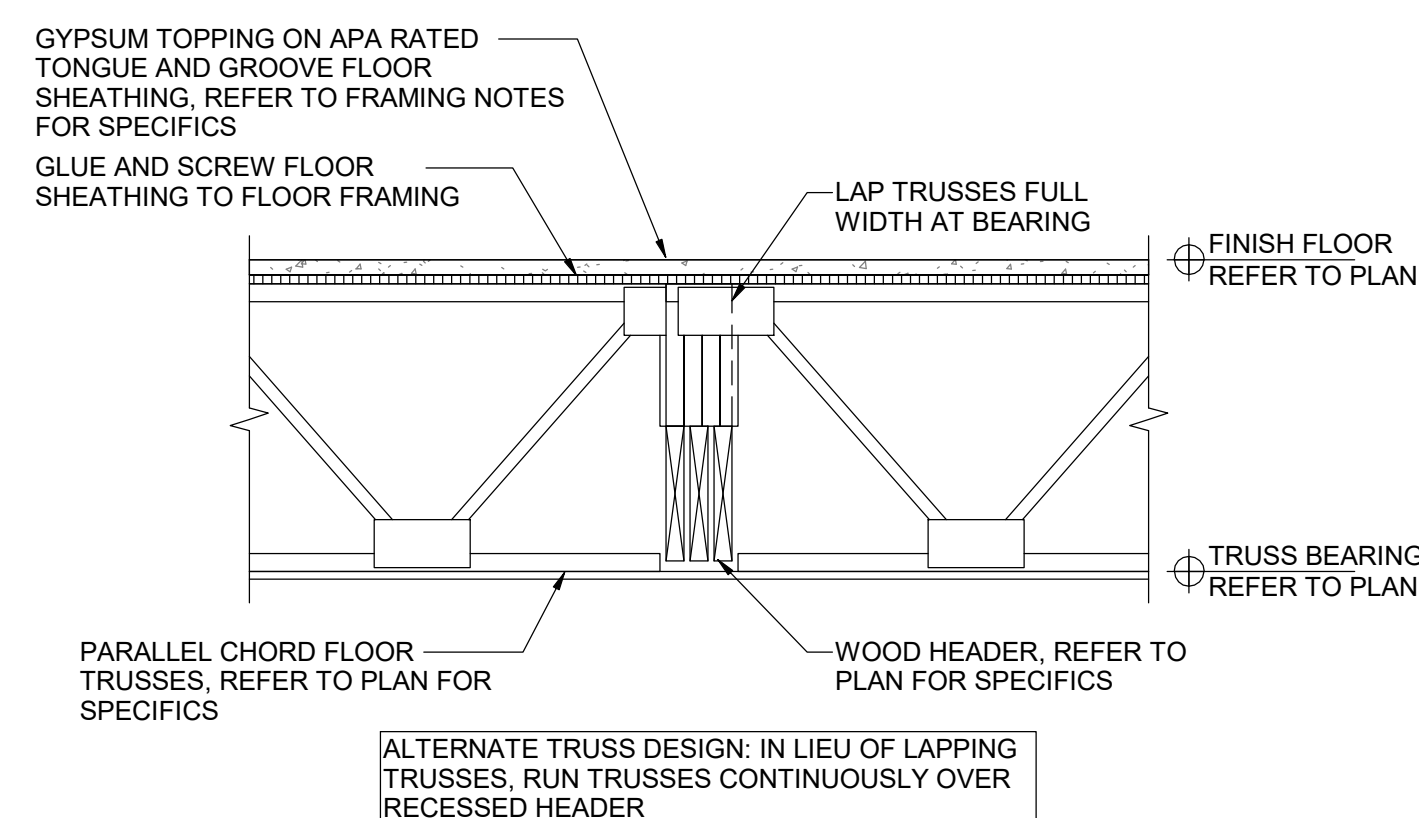 GYPSUM TOPPING ON APA RATED
TONGUE AND GROOVE FLOOR
SHEATHING, REFER TO FRAMING NOTES
FOR SPECIFICS
GLUE AND SCREW FLOOR
SHEATHING TO FLOOR FRAMING
LAP TRUSSES FULL
WIDTH AT BEARING
FINISH FLOOR
REFER TO PLAN
TRUSS BEARING
REFER TO PLAN
PARALLEL CHORD FLOOR
TRUSSES, REFER TO PLAN FOR
SPECIFICS
WOOD HEADER, REFER TO
PLAN FOR SPECIFICS
ALTERNATE TRUSS DESIGN: IN LIEU OF LAPPING
TRUSSES, RUN TRUSSES CONTINUOUSLY OVER
RECESSED HEADER